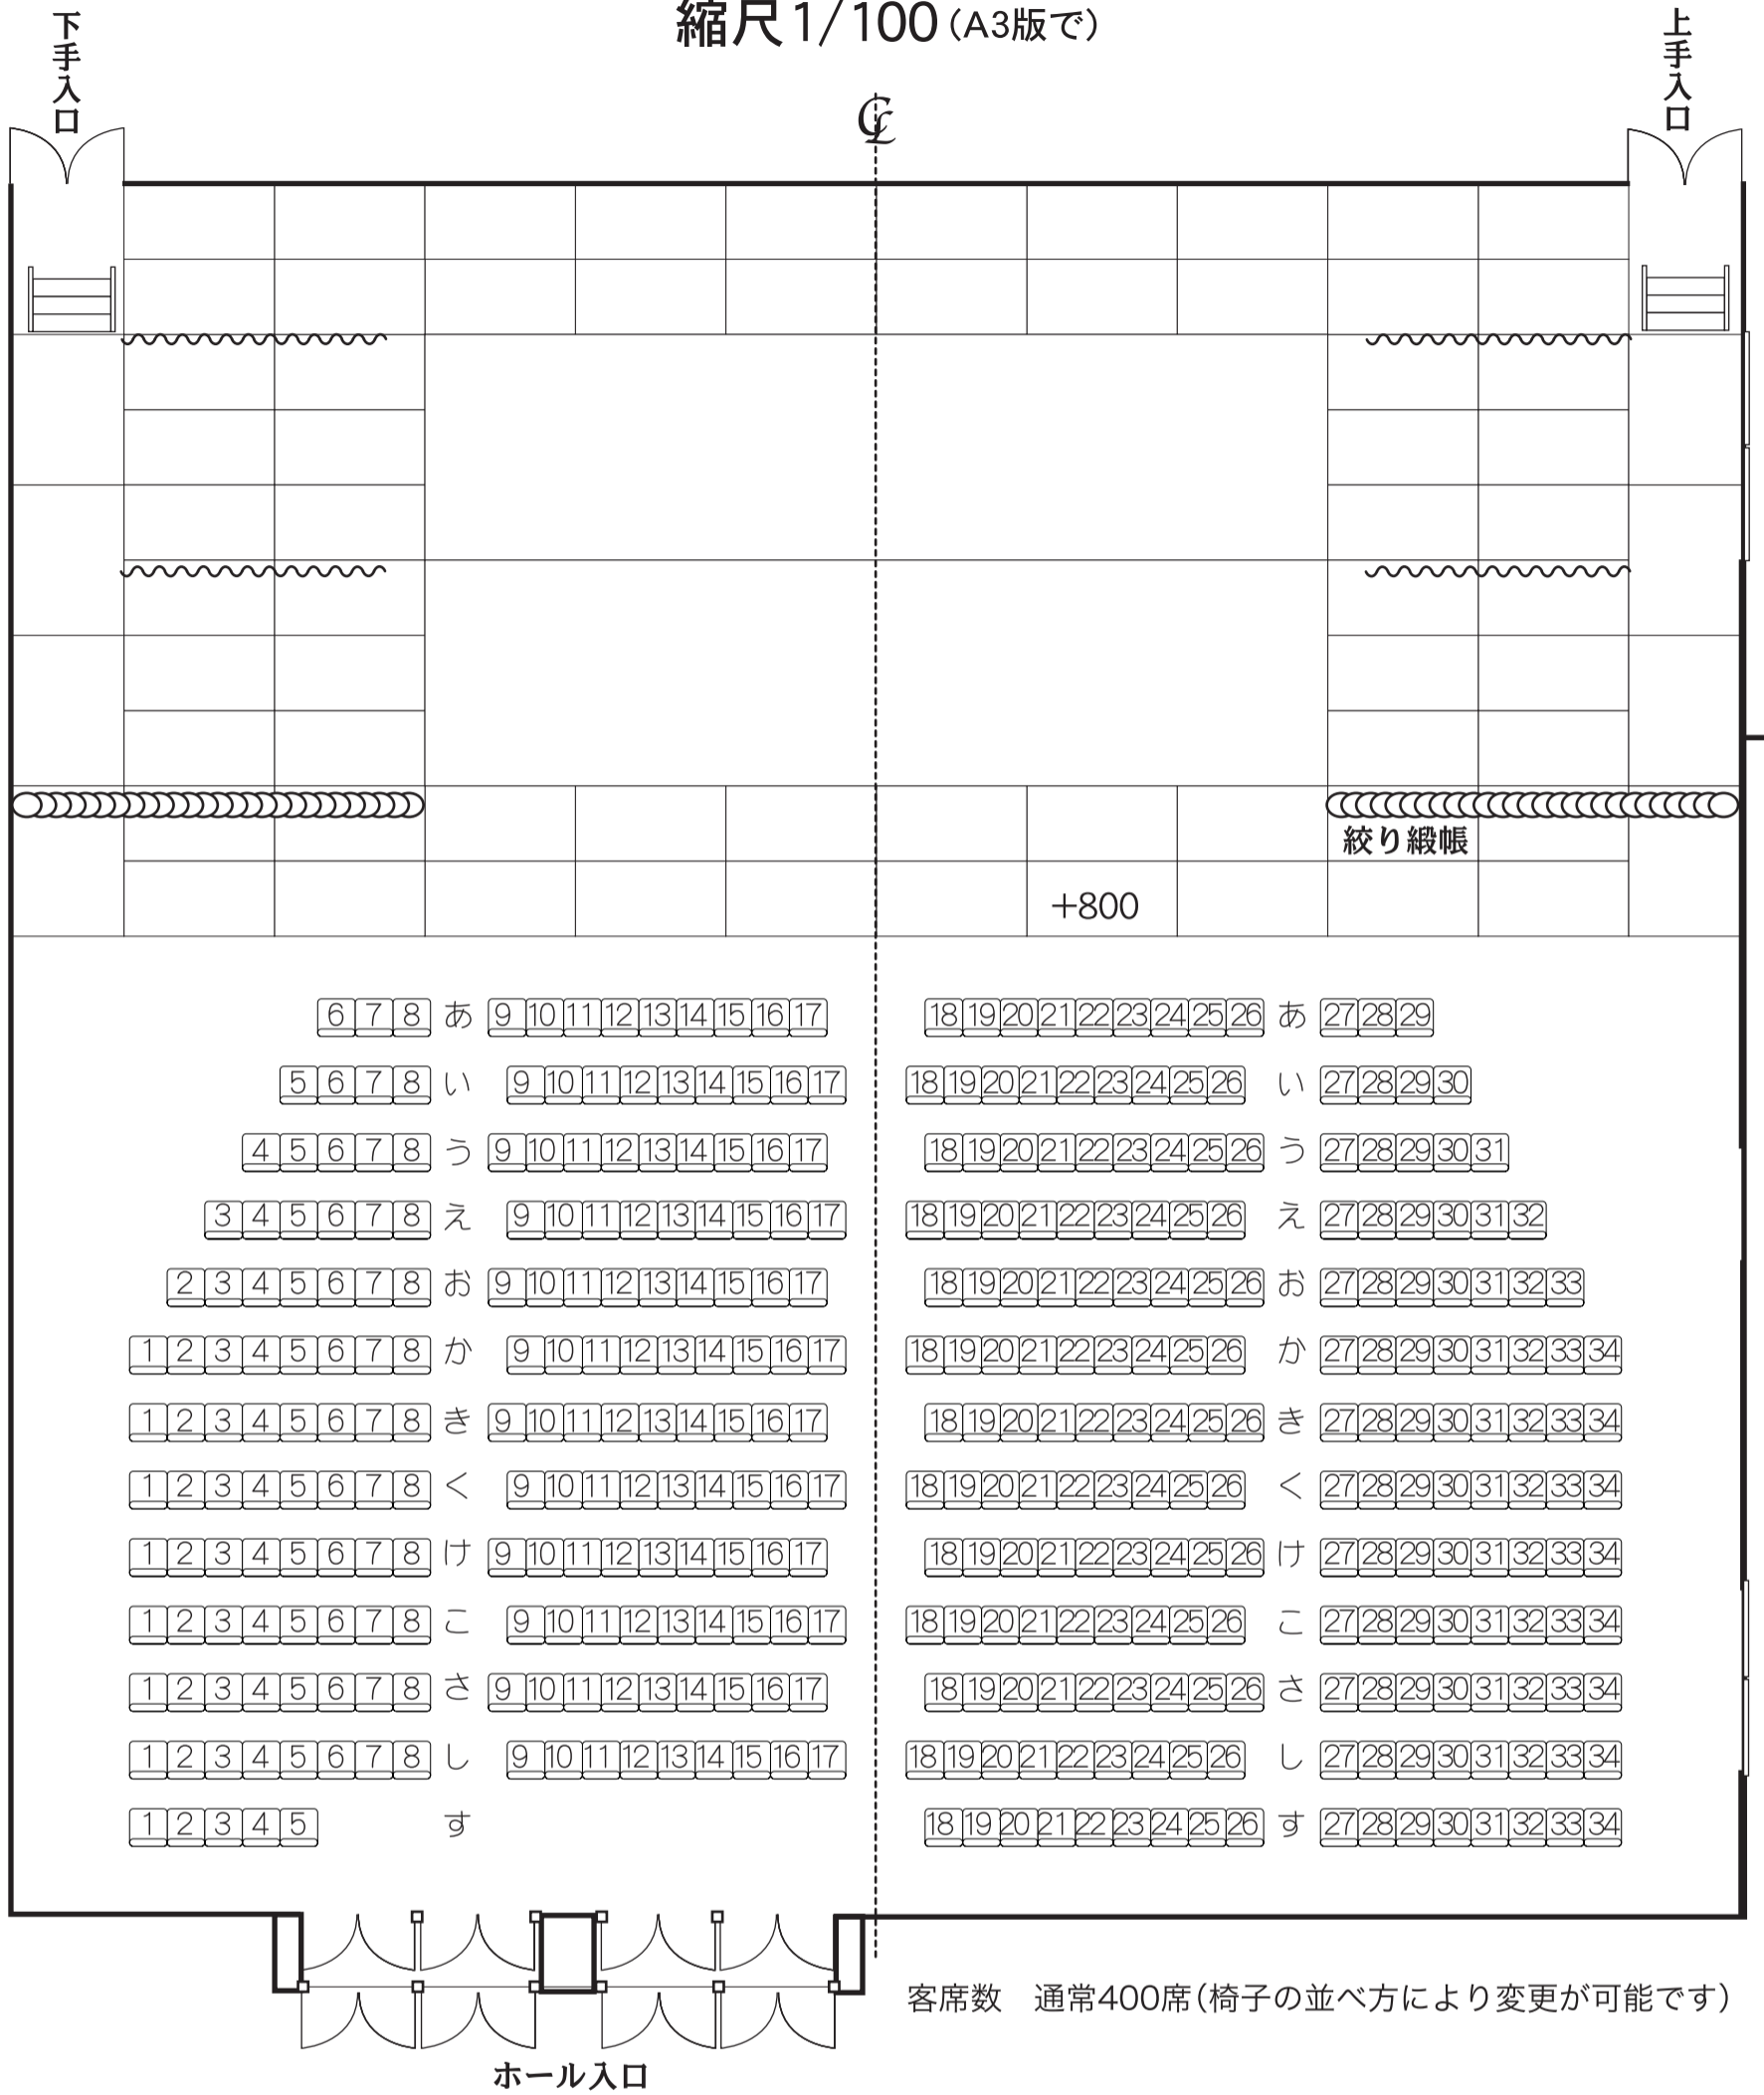 縮尺1/100(A3版で)
下手入口
上手入口
℄
絞り緞帳
+800
6 7 8 あ 9 10 11 12 13 14 15 16 17 18 19 20 21 22 23 24 25 26 あ 27 28 29
5 6 7 8 い 9 10 11 12 13 14 15 16 17 18 19 20 21 22 23 24 25 26 い 27 28 29 30
4 5 6 7 8 う 9 10 11 12 13 14 15 16 17 18 19 20 21 22 23 24 25 26 う 27 28 29 30 31
3 4 5 6 7 8 え 9 10 11 12 13 14 15 16 17 18 19 20 21 22 23 24 25 26 え 27 28 29 30 31 32
2 3 4 5 6 7 8 お 9 10 11 12 13 14 15 16 17 18 19 20 21 22 23 24 25 26 お 27 28 29 30 31 32 33
1 2 3 4 5 6 7 8 か 9 10 11 12 13 14 15 16 17 18 19 20 21 22 23 24 25 26 か 27 28 29 30 31 32 33 34
1 2 3 4 5 6 7 8 き 9 10 11 12 13 14 15 16 17 18 19 20 21 22 23 24 25 26 き 27 28 29 30 31 32 33 34
1 2 3 4 5 6 7 8 く 9 10 11 12 13 14 15 16 17 18 19 20 21 22 23 24 25 26 く 27 28 29 30 31 32 33 34
1 2 3 4 5 6 7 8 け 9 10 11 12 13 14 15 16 17 18 19 20 21 22 23 24 25 26 け 27 28 29 30 31 32 33 34
1 2 3 4 5 6 7 8 こ 9 10 11 12 13 14 15 16 17 18 19 20 21 22 23 24 25 26 こ 27 28 29 30 31 32 33 34
1 2 3 4 5 6 7 8 さ 9 10 11 12 13 14 15 16 17 18 19 20 21 22 23 24 25 26 さ 27 28 29 30 31 32 33 34
1 2 3 4 5 6 7 8 し 9 10 11 12 13 14 15 16 17 18 19 20 21 22 23 24 25 26 し 27 28 29 30 31 32 33 34
1 2 3 4 5 す 18 19 20 21 22 23 24 25 26 す 27 28 29 30 31 32 33 34
客席数 通常400席(椅子の並べ方により変更が可能です)
ホール入口